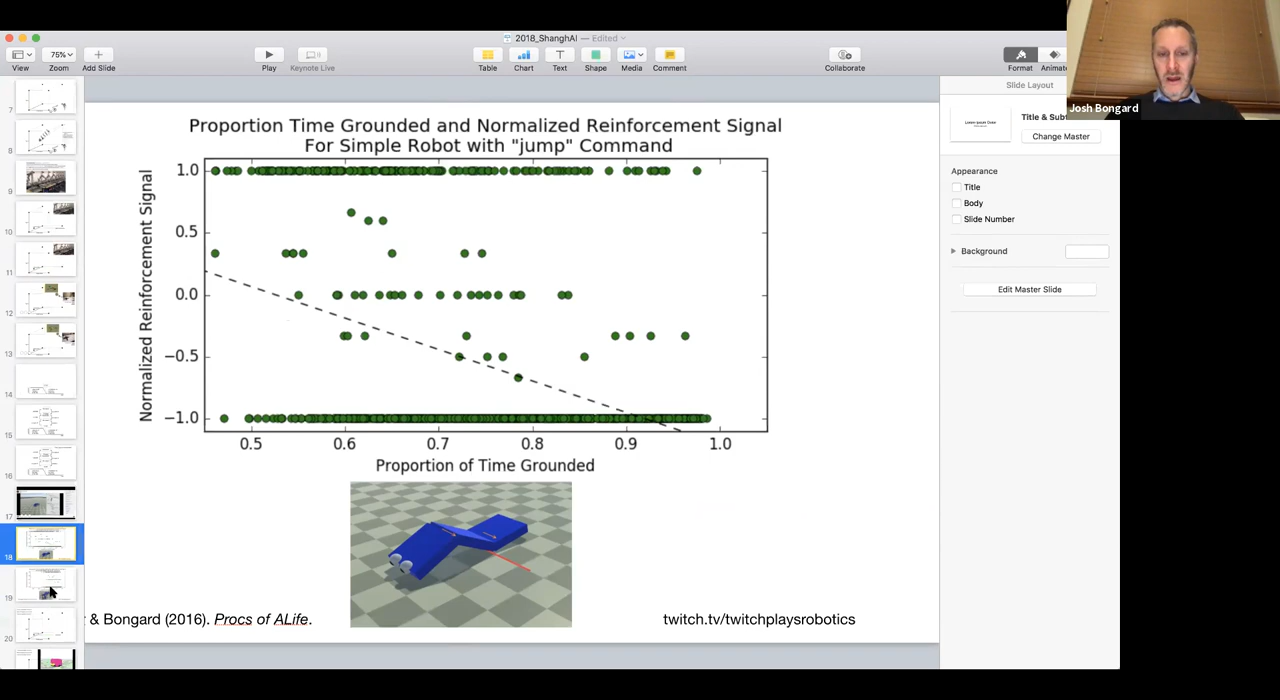 2018_ShanghAI — Edited
75%
View
Zoom
Add Slide
Play
Keynote Live
Table
Chart
Text
Shape
Media
Comment
Collaborate
Format
Animate
Josh Bongard
Slide Layout
Title & Subt
Change Master
Appearance
Title
Body
Slide Number
Background
Edit Master Slide
7
8
9
10
11
12
13
14
15
16
17
18
19
20
Proportion Time Grounded and Normalized Reinforcement Signal
For Simple Robot with "jump" Command
Normalized Reinforcement Signal
1.0
0.5
0.0
−0.5
−1.0
0.5
0.6
0.7
0.8
0.9
1.0
Proportion of Time Grounded
& Bongard (2016). Procs of ALife.
twitch.tv/twitchplaysrobotics